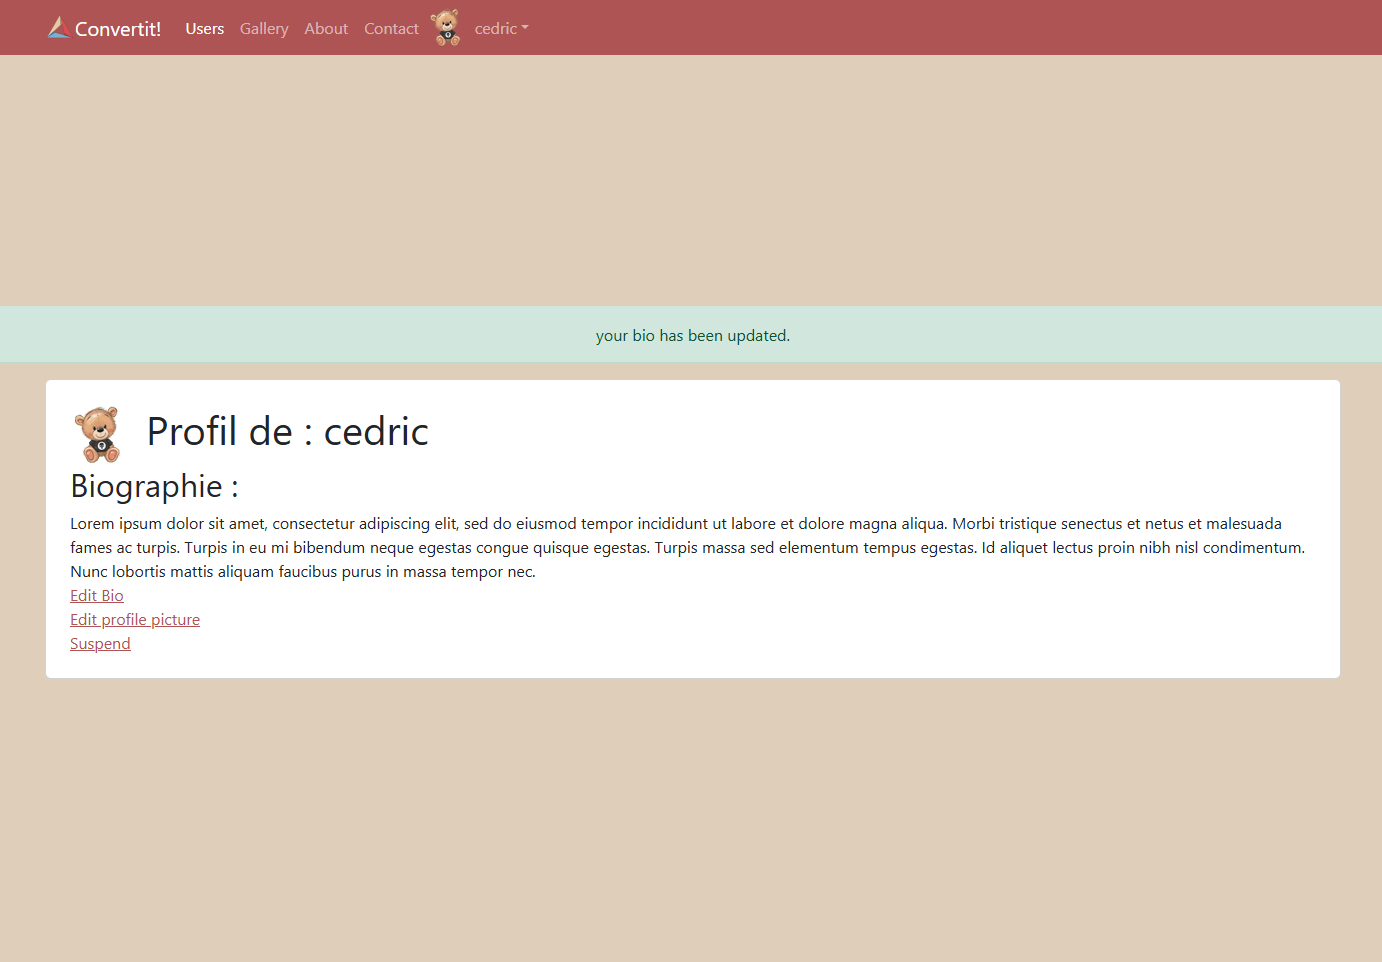 Convertit! Users Gallery About Contact cedric
your bio has been updated.
Profil de : cedric
Biographie :
Lorem ipsum dolor sit amet, consectetur adipiscing elit, sed do eiusmod tempor incididunt ut labore et dolore magna aliqua. Morbi tristique senectus et netus et malesuada
fames ac turpis. Turpis in eu mi bibendum neque egestas congue quisque egestas. Turpis massa sed elementum tempus egestas. Id aliquet lectus proin nibh nisl condimentum.
Nunc lobortis mattis aliquam faucibus purus in massa tempor nec.
Edit Bio
Edit profile picture
Suspend